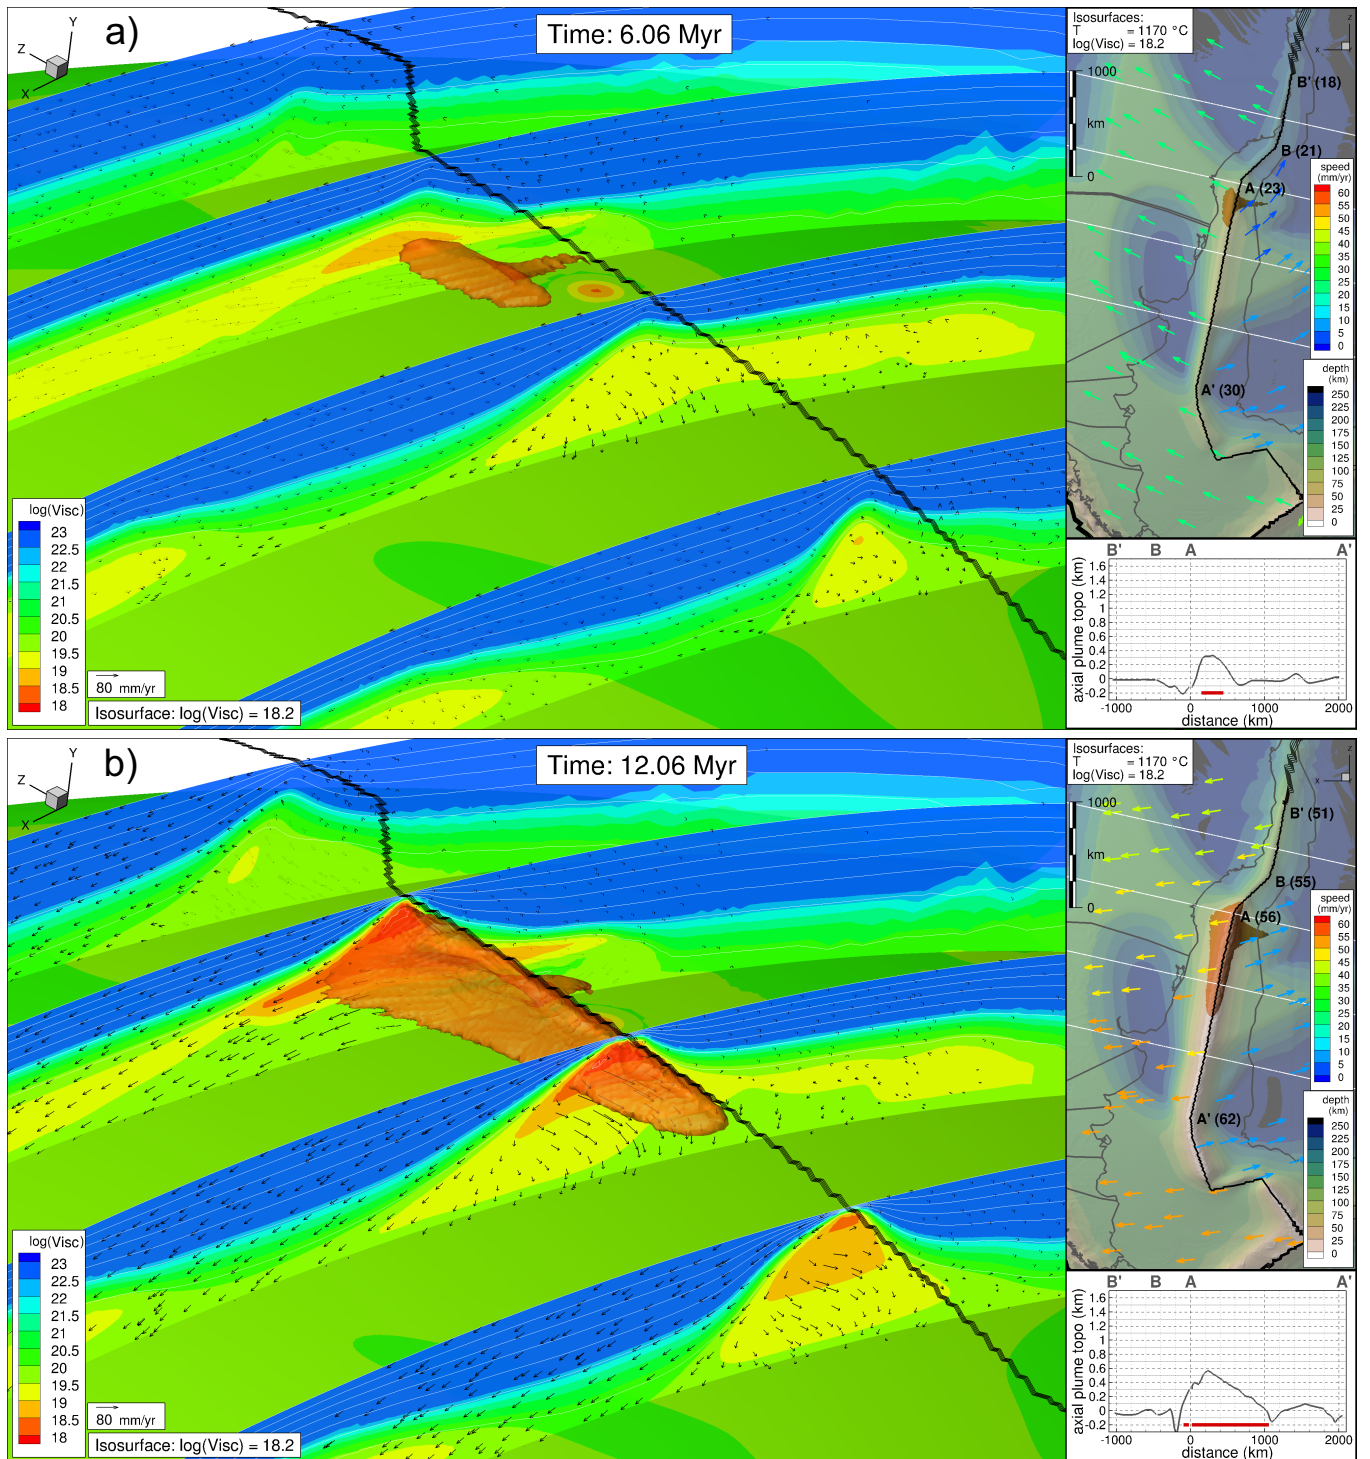 a)
Y
Z
X
Time: 6.06 Myr
log(Visc)
23
22.5
22
21.5
21
20.5
20
19.5
19
18.5
18
80 mm/yr
Isosurface: log(Visc) = 18.2
Isosurfaces:
T = 1170 °C
log(Visc) = 18.2
z
x
1000
km
0
B' (18)
B (21)
A (23)
A' (30)
speed
(mm/yr)
60
55
50
45
40
35
30
25
20
15
10
5
0
depth
(km)
250
225
200
175
150
125
100
75
50
25
0
B' B A A'
axial plume topo (km)
1.6
1.4
1.2
1
0.8
0.6
0.4
0.2
0
-0.2
-1000 0 1000 2000
distance (km)
b)
Y
Z
X
Time: 12.06 Myr
log(Visc)
23
22.5
22
21.5
21
20.5
20
19.5
19
18.5
18
80 mm/yr
Isosurface: log(Visc) = 18.2
Isosurfaces:
T = 1170 °C
log(Visc) = 18.2
z
x
1000
km
0
B' (51)
B (55)
A (56)
A' (62)
speed
(mm/yr)
60
55
50
45
40
35
30
25
20
15
10
5
0
depth
(km)
250
225
200
175
150
125
100
75
50
25
0
B' B A A'
axial plume topo (km)
1.6
1.4
1.2
1
0.8
0.6
0.4
0.2
0
-0.2
-1000 0 1000 2000
distance (km)